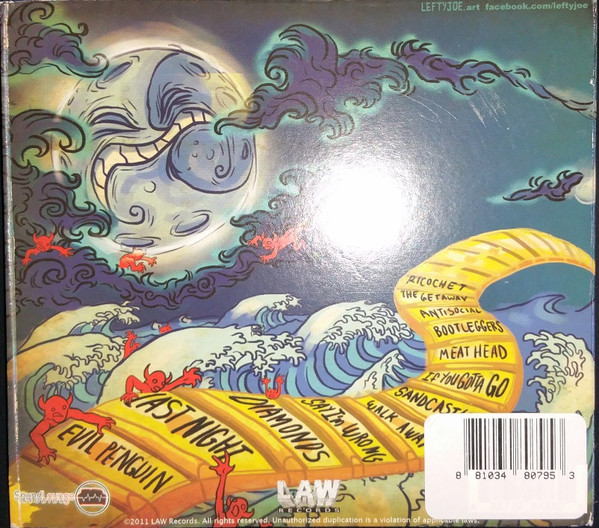 LEFTYJOE.art facebook.com/leftyjoe
RICOCHET
THE GETAWAY
ANTISOCIAL
BOOTLEGGERS
MEAT HEAD
IF YOU GOTTA GO
SANDCASTL
WALK AWAY
SAY I'M WRONG
DIAMONDS
LAST NIGHT
EVIL PENGUIN
8 81034 80795 3
LAW
RECORDS
©2011 LAW Records. All rights reserved. Unauthorized duplication is a violation of applicable laws.